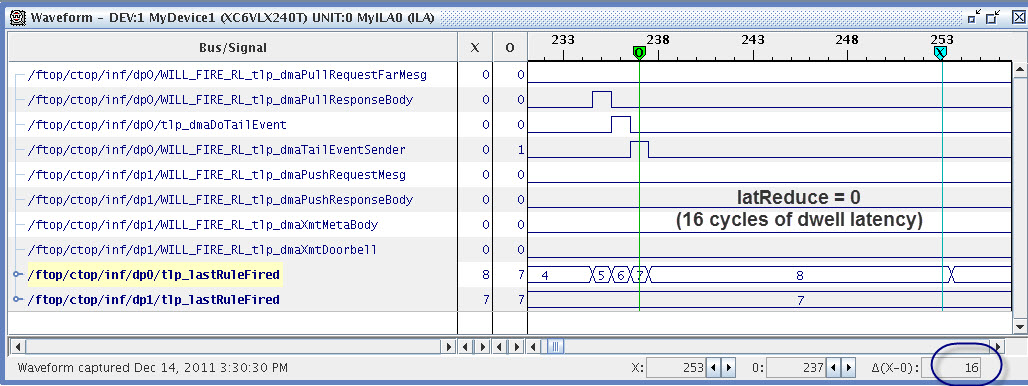 Waveform - DEV:1 MyDevice1 (XC6VLX240T) UNIT:0 MyILA0 (ILA)
Bus/Signal X O 233 238 243 248 253
O X
/ftop/ctop/inf/dp0/WILL_FIRE_RL_tlp_dmaPullRequestFarMesg 0 0
/ftop/ctop/inf/dp0/WILL_FIRE_RL_tlp_dmaPullResponseBody 0 0
/ftop/ctop/inf/dp0/tlp_dmaDoTailEvent 0 0
/ftop/ctop/inf/dp0/WILL_FIRE_RL_tlp_dmaTailEventSender 0 1
/ftop/ctop/inf/dp1/WILL_FIRE_RL_tlp_dmaPushRequestMesg 0 0
/ftop/ctop/inf/dp1/WILL_FIRE_RL_tlp_dmaPushResponseBody 0 0
latReduce = 0
/ftop/ctop/inf/dp1/WILL_FIRE_RL_tlp_dmaXmtMetaBody 0 0
(16 cycles of dwell latency)
/ftop/ctop/inf/dp1/WILL_FIRE_RL_tlp_dmaXmtDoorbell 0 0
/ftop/ctop/inf/dp0/tlp_lastRuleFired 8 7 4 5 6 7 8
/ftop/ctop/inf/dp1/tlp_lastRuleFired 7 7 7
Waveform captured Dec 14, 2011 3:30:30 PM X: 253 O: 237 Δ(X-O): 16